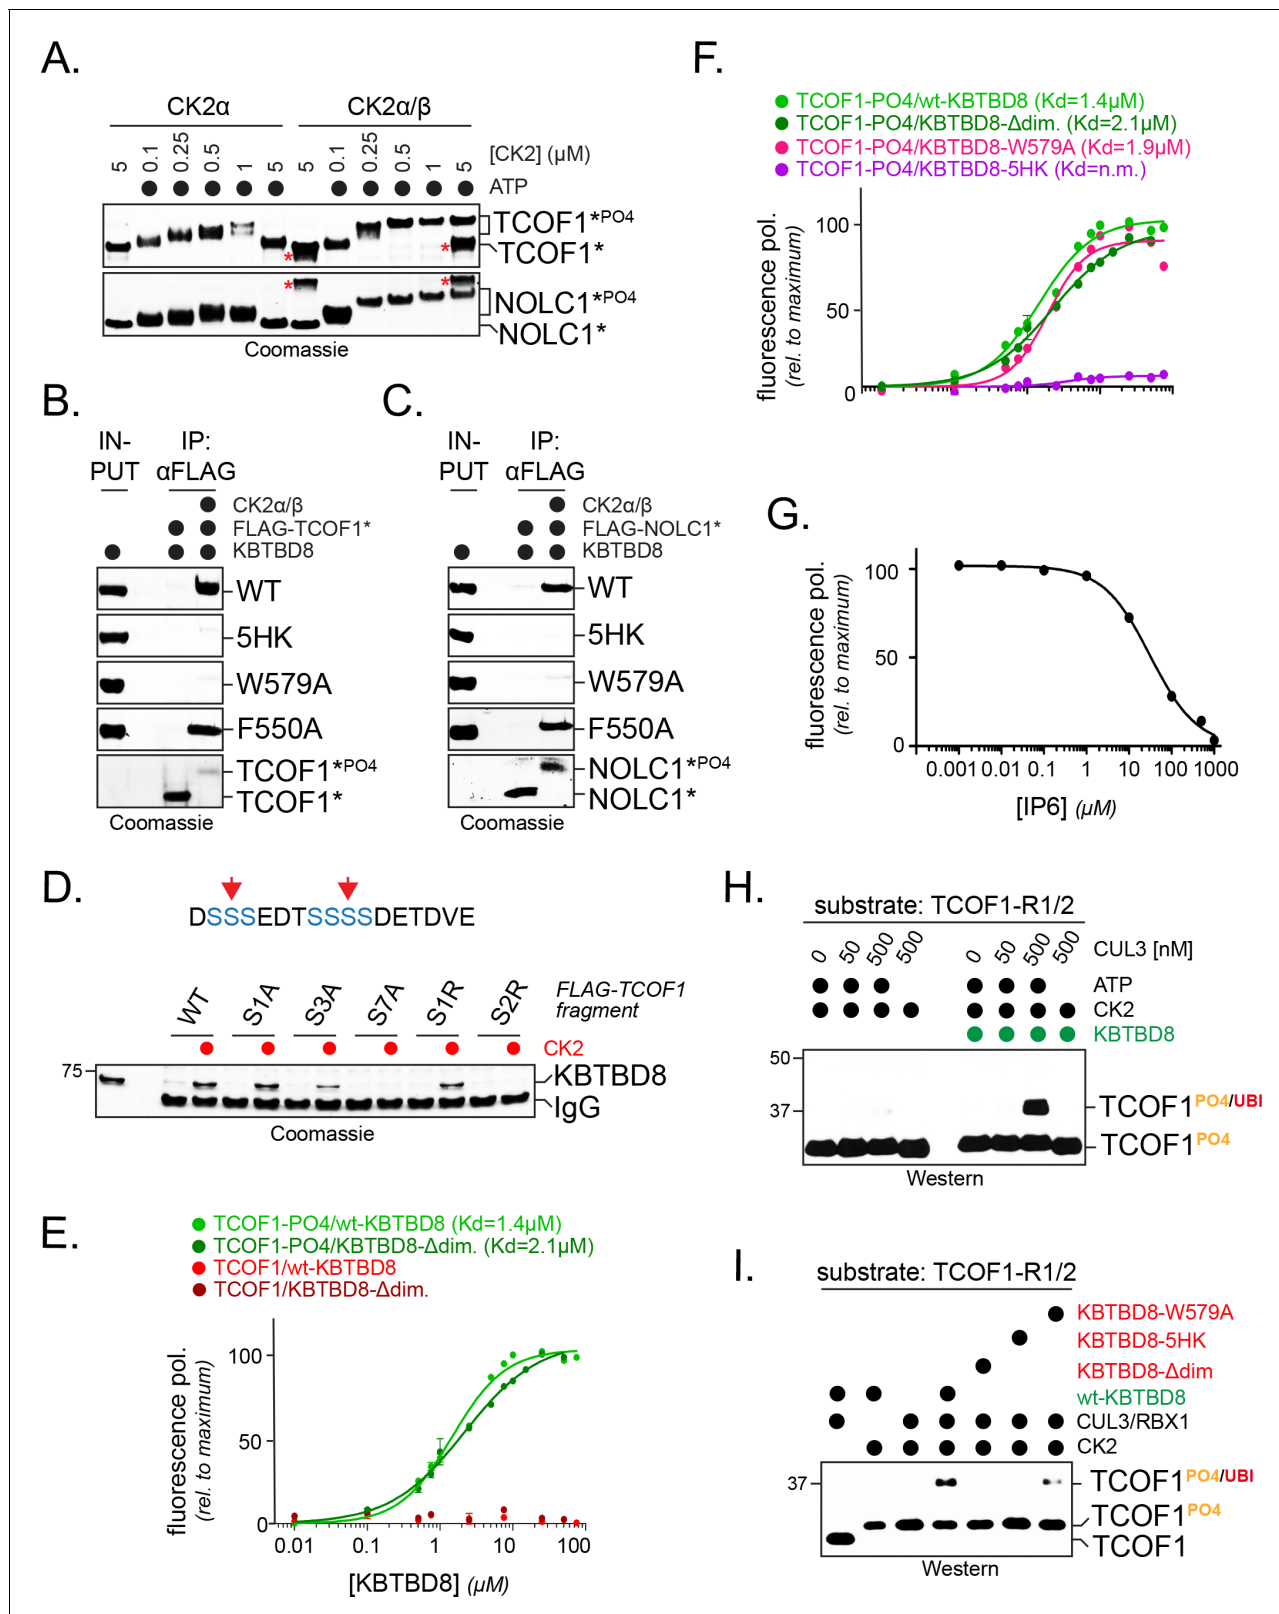 A.
CK2α
CK2α/β
5 0.1 0.25 0.5 1 5 5 0.1 0.25 0.5 1 5 [CK2] (µM)
ATP
TCOF1*PO4
TCOF1*
*
*
*
*
NOLC1*PO4
NOLC1*
Coomassie
B.
IN-
PUT
IP:
αFLAG
CK2α/β
FLAG-TCOF1*
KBTBD8
WT
5HK
W579A
F550A
TCOF1*PO4
TCOF1*
Coomassie
C.
IN-
PUT
IP:
αFLAG
CK2α/β
FLAG-NOLC1*
KBTBD8
WT
5HK
W579A
F550A
NOLC1*PO4
NOLC1*
Coomassie
D.
DSSSEDTSSSSDETDVE
WT S1A S3A S7A S1R S2R
FLAG-TCOF1
fragment
CK2
75
KBTBD8
IgG
Coomassie
E.
TCOF1-PO4/wt-KBTBD8 (Kd=1.4µM)
TCOF1-PO4/KBTBD8-Δdim. (Kd=2.1µM)
TCOF1/wt-KBTBD8
TCOF1/KBTBD8-Δdim.
fluorescence pol.
(rel. to maximum)
100
50
0
0.01 0.1 1 10 100
[KBTBD8] (µM)
F.
TCOF1-PO4/wt-KBTBD8 (Kd=1.4µM)
TCOF1-PO4/KBTBD8-Δdim. (Kd=2.1µM)
TCOF1-PO4/KBTBD8-W579A (Kd=1.9µM)
TCOF1-PO4/KBTBD8-5HK (Kd=n.m.)
fluorescence pol.
(rel. to maximum)
100
50
0
G.
fluorescence pol.
(rel. to maximum)
100
50
0
0.001 0.01 0.1 1 10 100 1000
[IP6] (µM)
H.
substrate: TCOF1-R1/2
0 50 500 500 0 50 500 500 CUL3 [nM]
ATP
CK2
KBTBD8
50
37
TCOF1PO4/UBI
TCOF1PO4
Western
I.
substrate: TCOF1-R1/2
KBTBD8-W579A
KBTBD8-5HK
KBTBD8-Δdim
wt-KBTBD8
CUL3/RBX1
CK2
37
TCOF1PO4/UBI
TCOF1PO4
TCOF1
Western